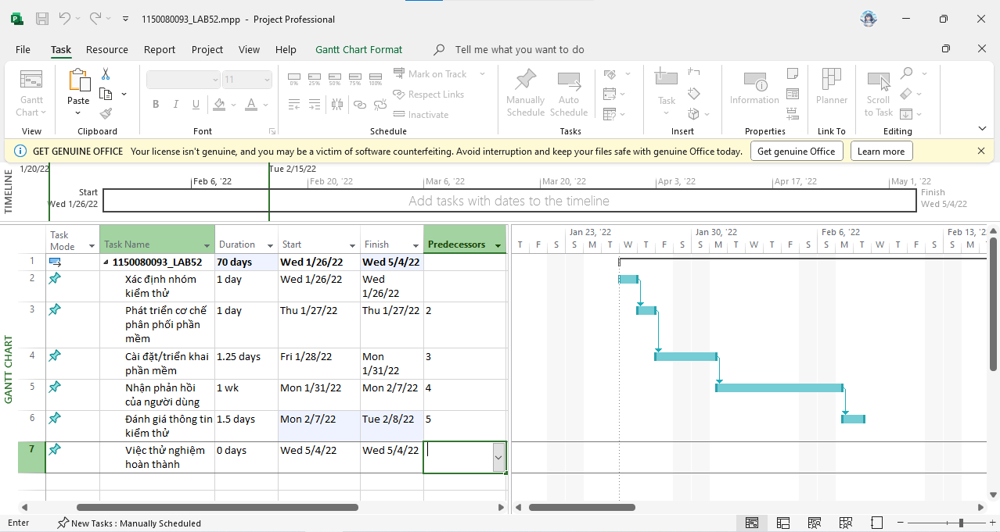 1150080093_LAB52.mpp - Project Professional
File Task Resource Report Project View Help Gantt Chart Format Tell me what you want to do
Gantt Chart
View
Paste
Clipboard
11
B I U A
Font
0% 25% 50% 75% 100%
Mark on Track
Respect Links
Inactivate
Schedule
Manually Schedule
Auto Schedule
Tasks
Task
Insert
Information
Properties
Planner
Link To
Scroll to Task
Editing
GET GENUINE OFFICE Your license isn't genuine, and you may be a victim of software counterfeiting. Avoid interruption and keep your files safe with genuine Office today. Get genuine Office Learn more
TIMELINE
1/20/22 Tue 2/15/22
Feb 6, '22 Feb 20, '22 Mar 6, '22 Mar 20, '22 Apr 3, '22 Apr 17, '22 May 1, '22
Start
Wed 1/26/22
Add tasks with dates to the timeline
Finish
Wed 5/4/22
GANTT CHART
Task Mode Task Name Duration Start Finish Predecessors
Jan 23, '22 Jan 30, '22 Feb 6, '22 Feb 13, '22
T F S S M T W T F S S M T W T F S S M T W T F S S M
1 1150080093_LAB52 70 days Wed 1/26/22 Wed 5/4/22
2 Xác định nhóm 1 day Wed 1/26/22 Wed
kiểm thử 1/26/22
3 Phát triển cơ chế 1 day Thu 1/27/22 Thu 1/27/22 2
phân phối phần
mềm
4 Cài đặt/triển khai 1.25 days Fri 1/28/22 Mon 3
phần mềm 1/31/22
5 Nhận phản hồi 1 wk Mon 1/31/22 Mon 2/7/22 4
của người dùng
6 Đánh giá thông tin 1.5 days Mon 2/7/22 Tue 2/8/22 5
kiểm thử
7 Việc thử nghiệm 0 days Wed 5/4/22 Wed 5/4/22
hoàn thành
Enter New Tasks : Manually Scheduled